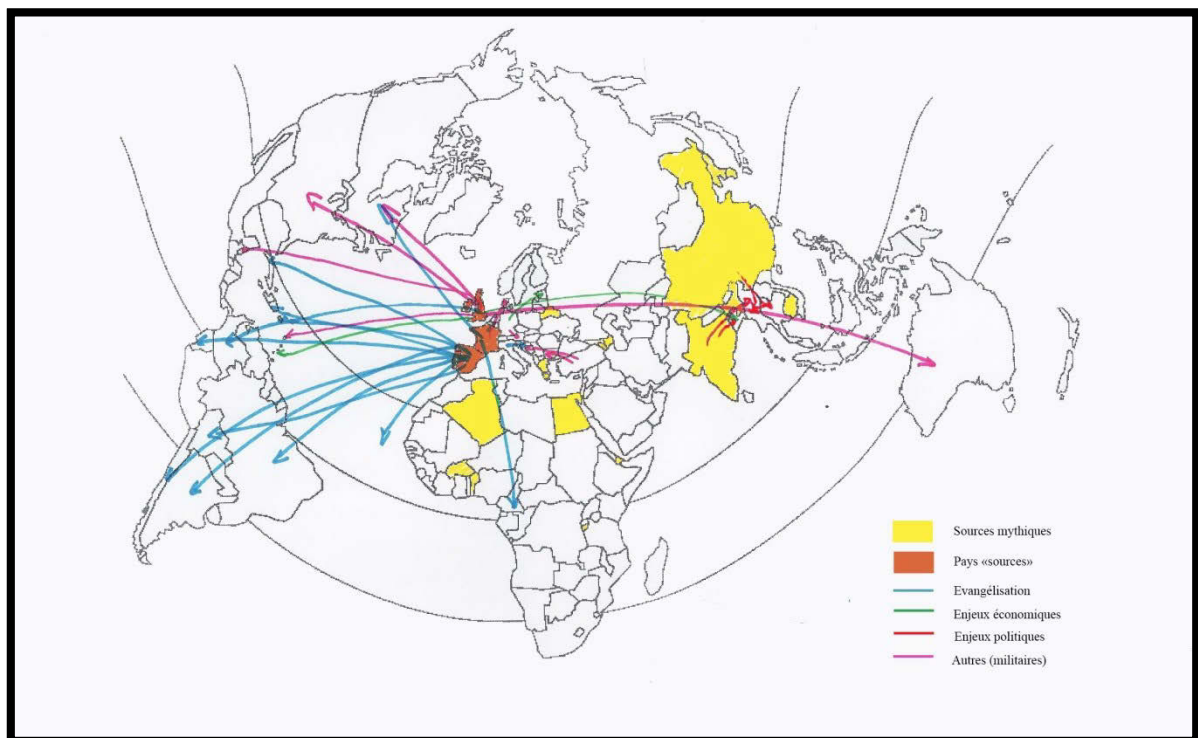 Sources mythiques
Pays «sources»
Evangélisation
Enjeux économiques
Enjeux politiques
Autres (militaires)